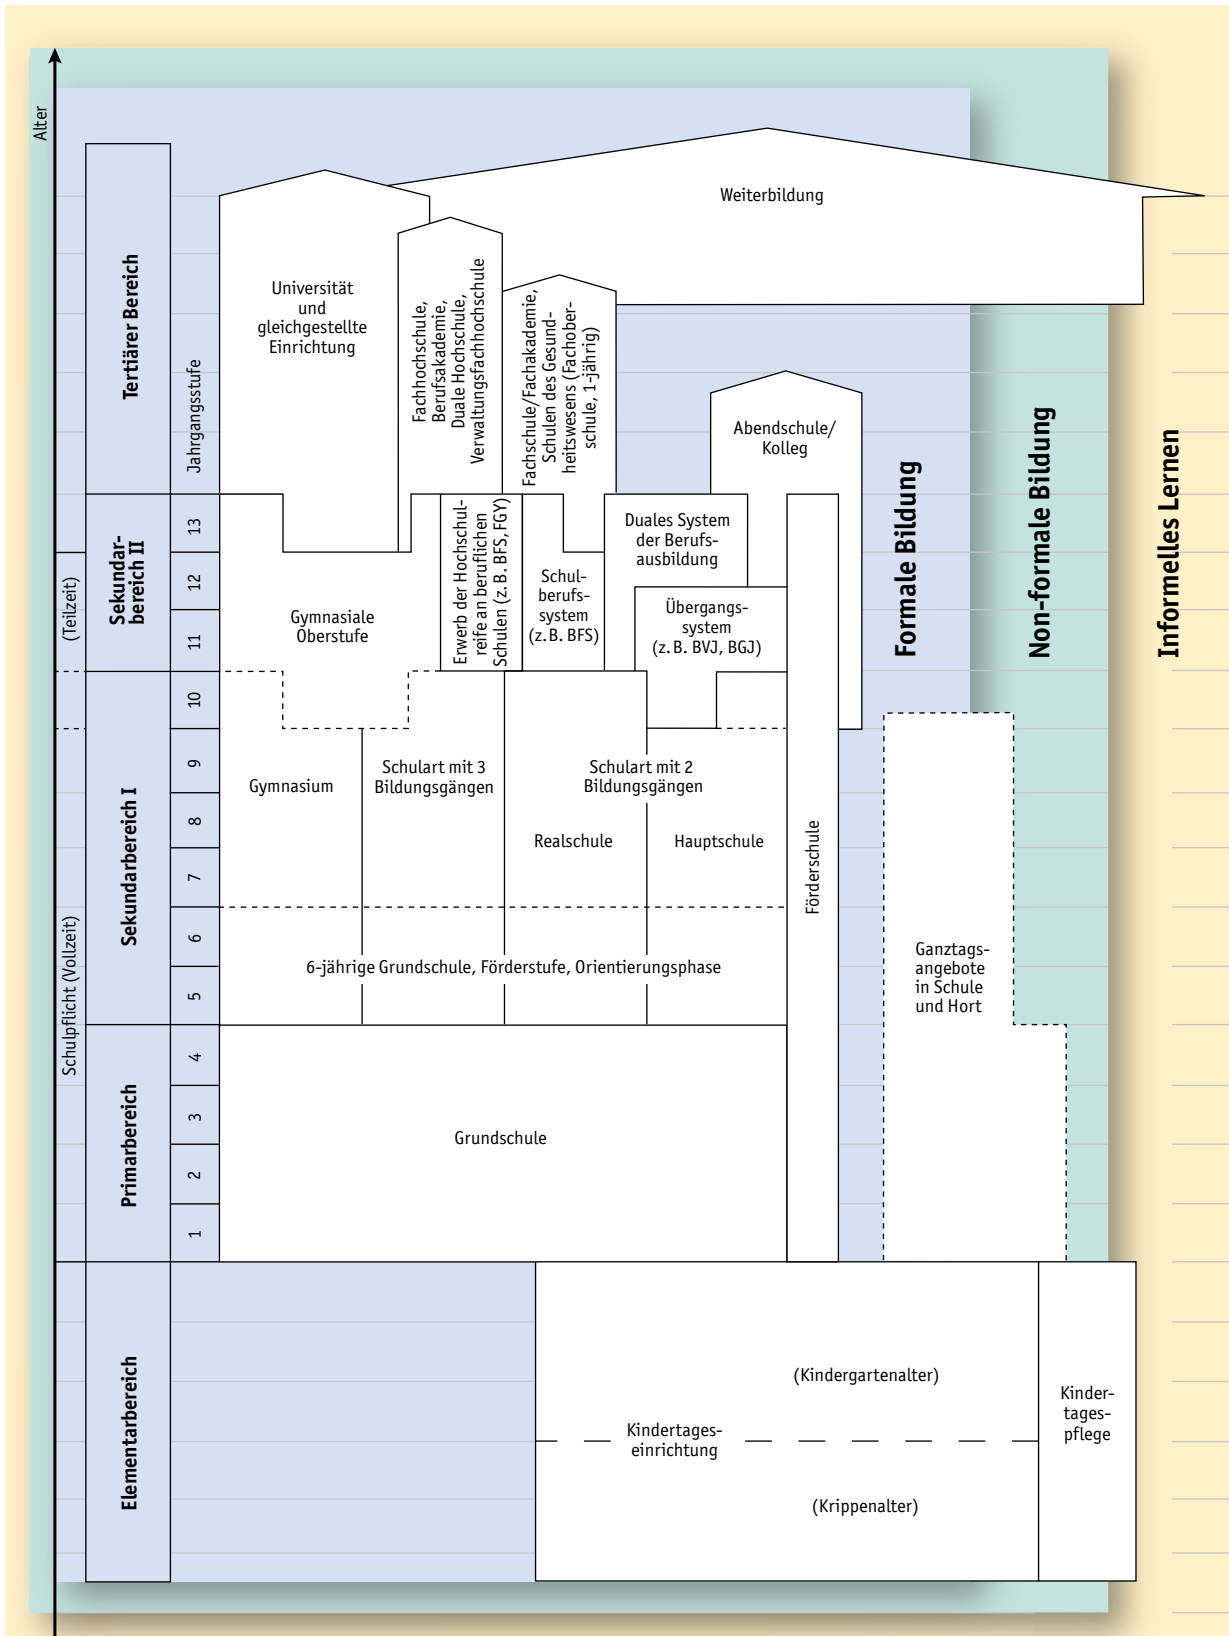 Alter
Weiterbildung
Tertiärer Bereich
Jahrgangsstufe
Universität
und
gleichgestellte
Einrichtung
Fachhochschule,
Berufsakademie,
Duale Hochschule,
Verwaltungsfachhochschule
Fachschule/Fachakademie,
Schulen des Gesund-
heitswesens (Fachober-
schule, 1-jährig)
Abendschule/
Kolleg
Formale Bildung
Non-formale Bildung
Informelles Lernen
Sekundar-
bereich II
(Teilzeit)
13
12
11
Gymnasiale
Oberstufe
Erwerb der Hochschul-
reife an beruflichen
Schulen (z. B. BFS, FGY)
Schul-
berufs-
system
(z. B. BFS)
Duales System
der Berufs-
ausbildung
Übergangs-
system
(z. B. BVJ, BGJ)
Sekundarbereich I
Schulpflicht (Vollzeit)
10
9
8
7
6
5
Gymnasium
Schulart mit 3
Bildungsgängen
Schulart mit 2
Bildungsgängen
Realschule
Hauptschule
Förderschule
6-jährige Grundschule, Förderstufe, Orientierungsphase
Ganztags-
angebote
in Schule
und Hort
Primarbereich
4
3
2
1
Grundschule
Elementarbereich
(Kindergartenalter)
Kindertages-
einrichtung
(Krippenalter)
Kinder-
tages-
pflege